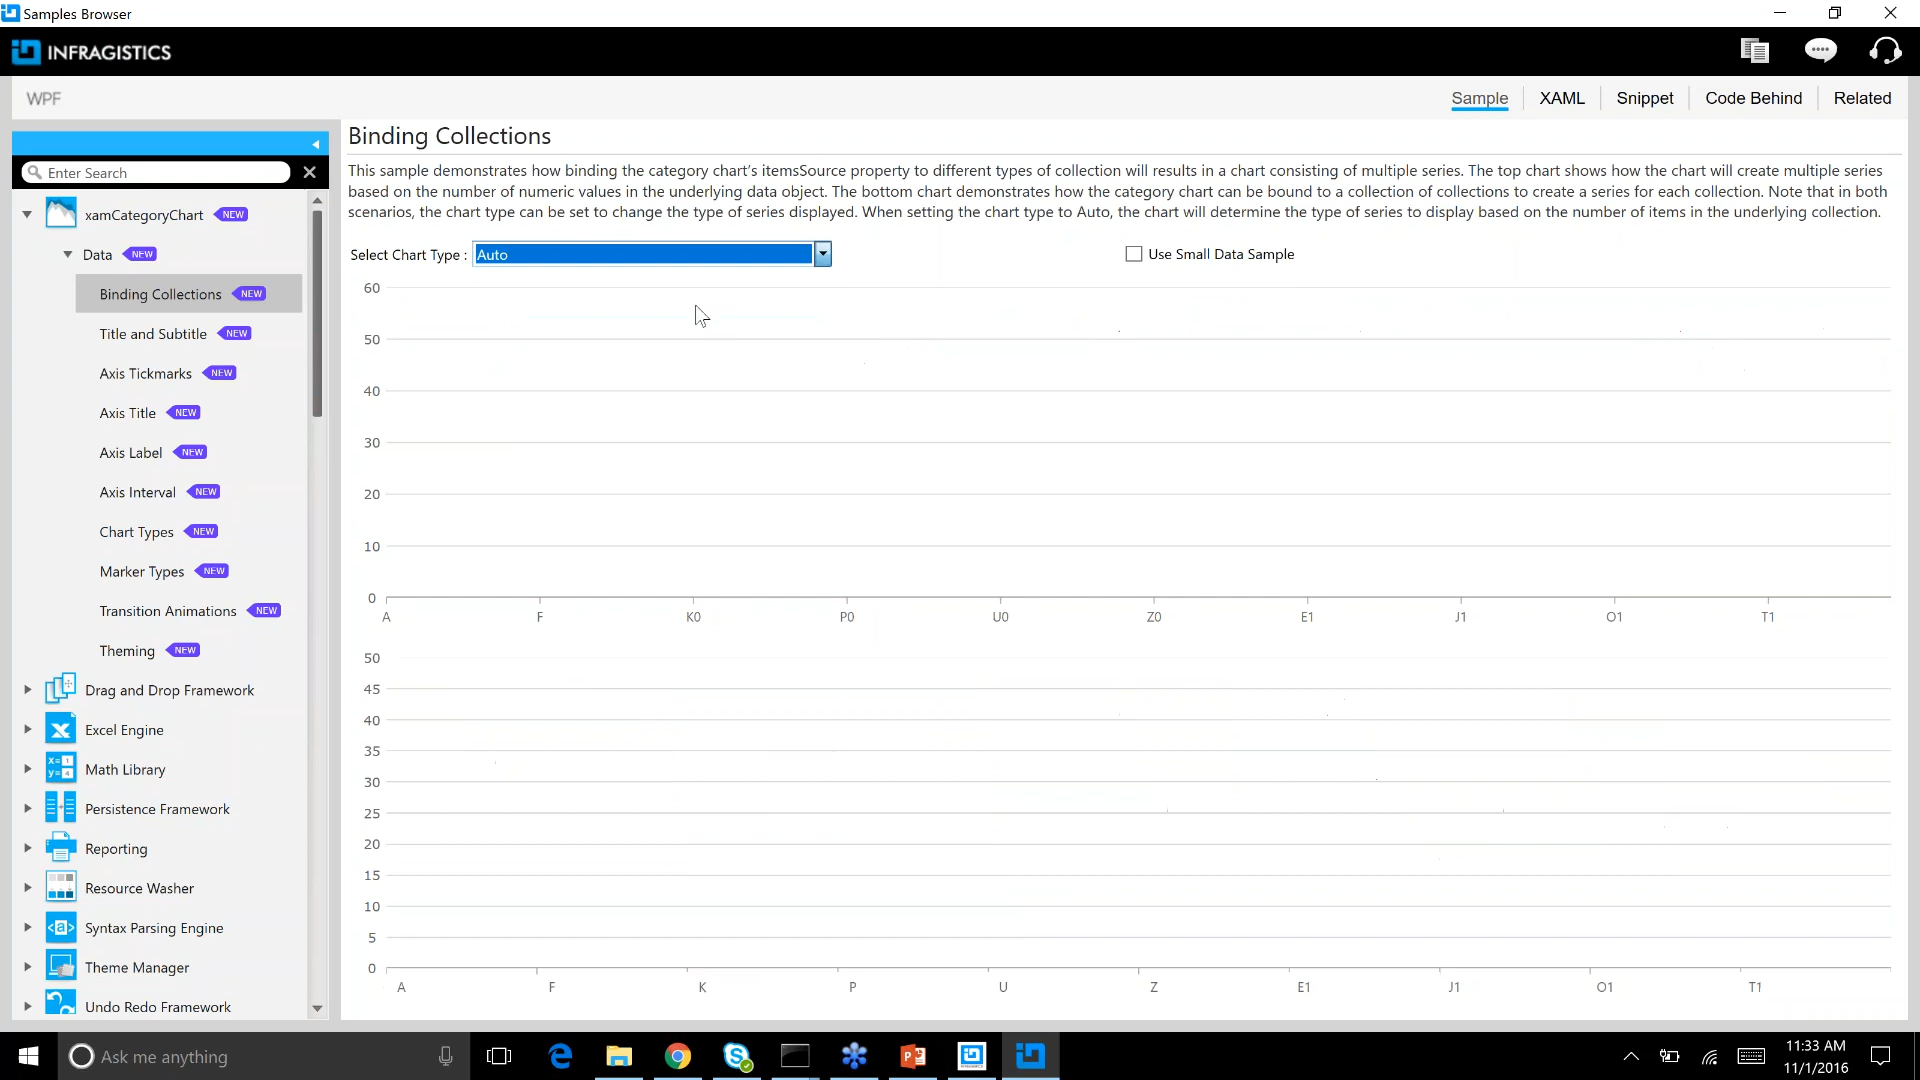 Samples Browser
INFRAGISTICS
WPF
Sample
XAML
Snippet
Code Behind
Related
Enter Search
xamCategoryChart NEW
Data NEW
Binding Collections NEW
Title and Subtitle NEW
Axis Tickmarks NEW
Axis Title NEW
Axis Label NEW
Axis Interval NEW
Chart Types NEW
Marker Types NEW
Transition Animations NEW
Theming NEW
Drag and Drop Framework
Excel Engine
Math Library
Persistence Framework
Reporting
Resource Washer
Syntax Parsing Engine
Theme Manager
Undo Redo Framework
Binding Collections
This sample demonstrates how binding the category chart's itemsSource property to different types of collection will results in a chart consisting of multiple series. The top chart shows how the chart will create multiple series
based on the number of numeric values in the underlying data object. The bottom chart demonstrates how the category chart can be bound to a collection of collections to create a series for each collection. Note that in both
scenarios, the chart type can be set to change the type of series displayed. When setting the chart type to Auto, the chart will determine the type of series to display based on the number of items in the underlying collection.
Select Chart Type : Auto
Use Small Data Sample
60
50
40
30
20
10
0
A F K0 P0 U0 Z0 E1 J1 O1 T1
50
45
40
35
30
25
20
15
10
5
0
A F K P U Z E1 J1 O1 T1
Ask me anything
11:33 AM
11/1/2016